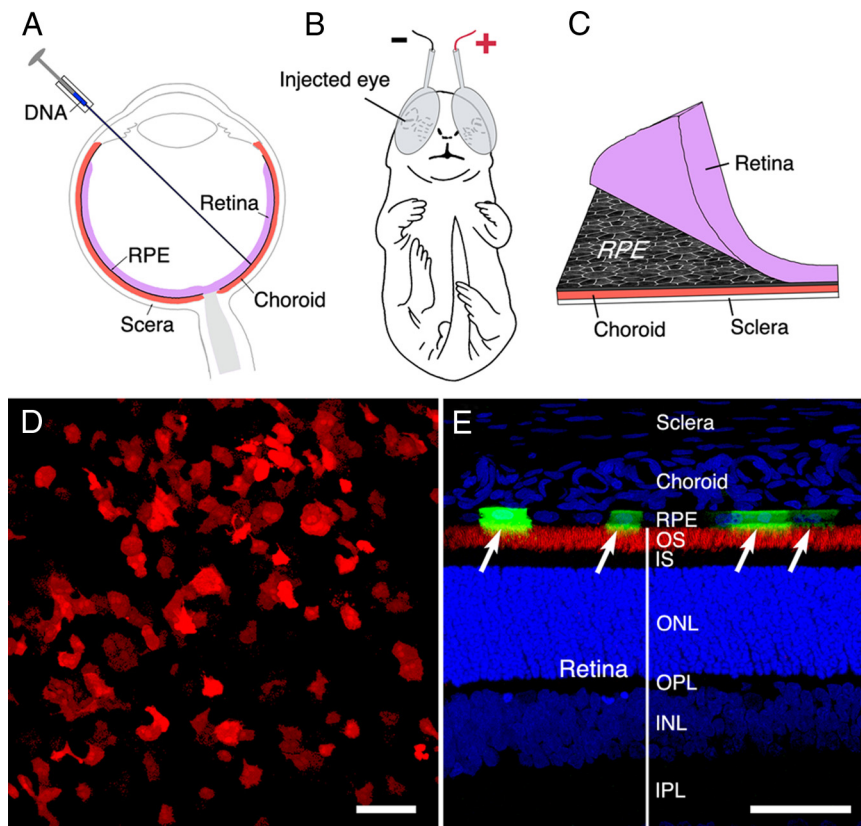 A
DNA
Retina
RPE
Choroid
Scera
B
-
+
Injected eye
C
Retina
RPE
Choroid
Sclera
D
E
Sclera
Choroid
RPE
OS
IS
ONL
Retina
OPL
INL
IPL